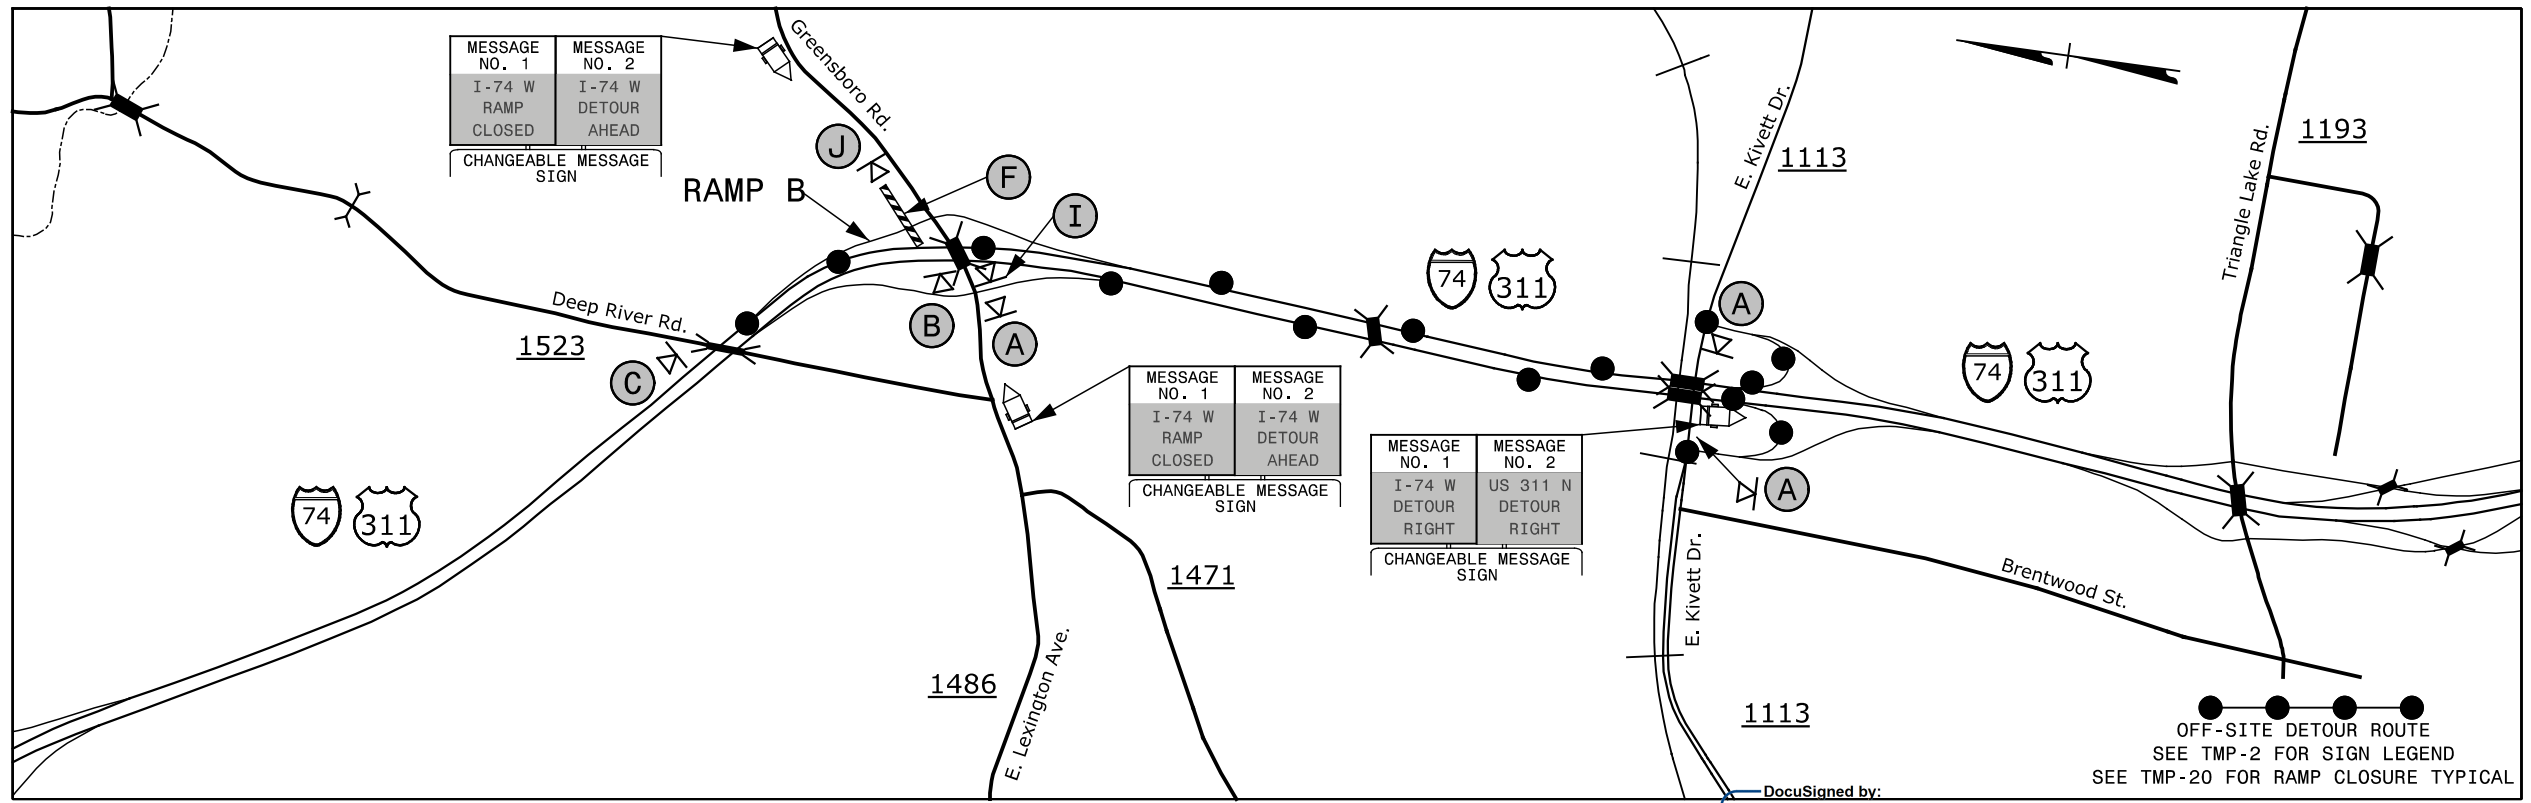 Greensboro Rd.
MESSAGE NO. 1
MESSAGE NO. 2
I-74 W
RAMP
CLOSED
I-74 W
DETOUR
AHEAD
CHANGEABLE MESSAGE
SIGN
J
F
RAMP B
I
B
A
C
Deep River Rd.
1523
74
311
E. Kivett Dr.
1113
74
311
A
Triangle Lake Rd.
1193
74
311
MESSAGE NO. 1
MESSAGE NO. 2
I-74 W
RAMP
CLOSED
I-74 W
DETOUR
AHEAD
CHANGEABLE MESSAGE
SIGN
MESSAGE NO. 1
MESSAGE NO. 2
I-74 W
DETOUR
RIGHT
US 311 N
DETOUR
RIGHT
CHANGEABLE MESSAGE
SIGN
A
1471
1486
E. Lexington Ave.
E. Kivett Dr.
1113
Brentwood St.
OFF-SITE DETOUR ROUTE
SEE TMP-2 FOR SIGN LEGEND
SEE TMP-20 FOR RAMP CLOSURE TYPICAL
DocuSigned by: